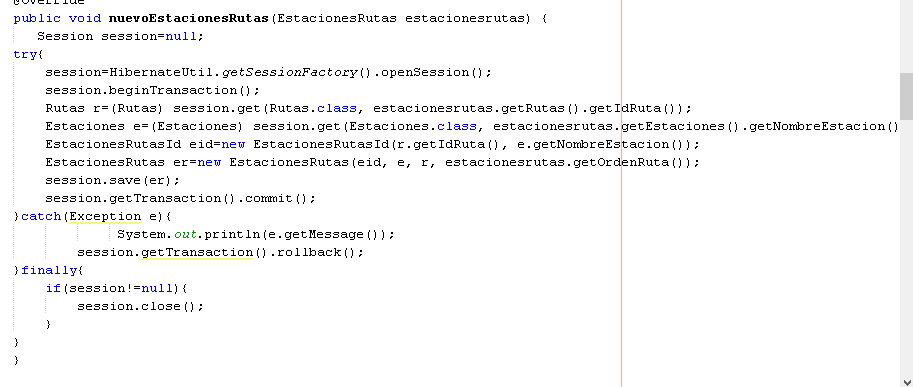 @Override
public void nuevoEstacionesRutas(EstacionesRutas estacionesrutas) {
Session session=null;
try{
session=HibernateUtil.getSessionFactory().openSession();
session.beginTransaction();
Rutas r=(Rutas) session.get(Rutas.class, estacionesrutas.getRutas().getIdRuta());
Estaciones e=(Estaciones) session.get(Estaciones.class, estacionesrutas.getEstaciones().getNombreEstacion()
EstacionesRutasId eid=new EstacionesRutasId(r.getIdRuta(), e.getNombreEstacion());
EstacionesRutas er=new EstacionesRutas(eid, e, r, estacionesrutas.getOrdenRuta());
session.save(er);
session.getTransaction().commit();
}catch(Exception e){
System.out.println(e.getMessage());
session.getTransaction().rollback();
}finally{
if(session!=null){
session.close();
}
}
}